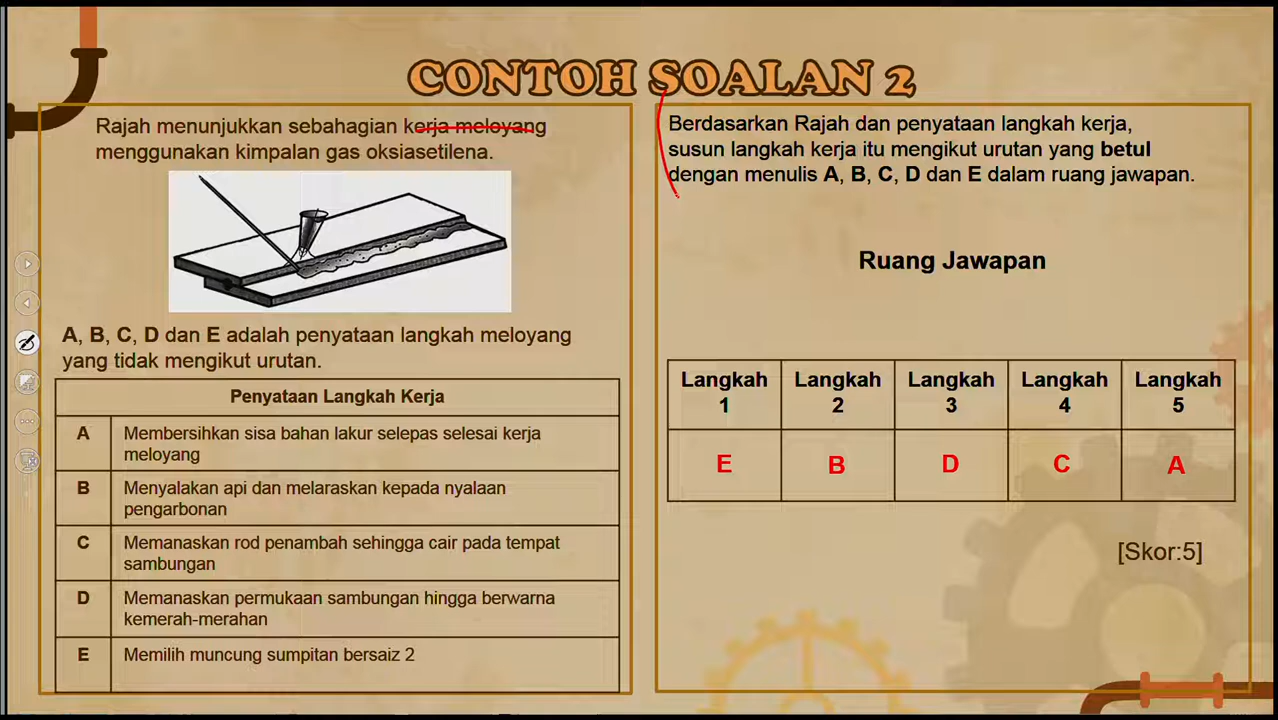 CONTOH SOALAN 2
Rajah menunjukkan sebahagian kerja meloyang
menggunakan kimpalan gas oksiasetilena.
A, B, C, D dan E adalah penyataan langkah meloyang
yang tidak mengikut urutan.
Penyataan Langkah Kerja
A Membersihkan sisa bahan lakur selepas selesai kerja
meloyang
B Menyalakan api dan melaraskan kepada nyalaan
pengarbonan
C Memanaskan rod penambah sehingga cair pada tempat
sambungan
D Memanaskan permukaan sambungan hingga berwarna
kemerah-merahan
E Memilih muncung sumpitan bersaiz 2
Berdasarkan Rajah dan penyataan langkah kerja,
susun langkah kerja itu mengikut urutan yang betul
dengan menulis A, B, C, D dan E dalam ruang jawapan.
Ruang Jawapan
Langkah 1 Langkah 2 Langkah 3 Langkah 4 Langkah 5
E B D C A
[Skor:5]